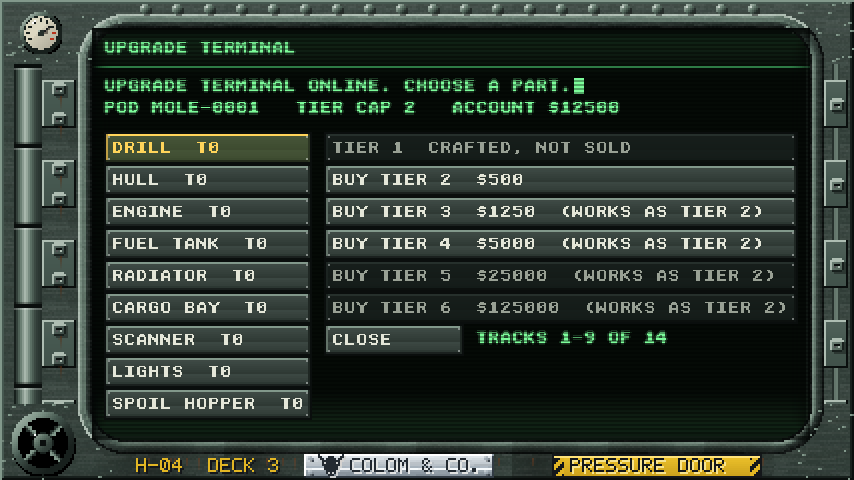 UPGRADE TERMINAL
UPGRADE TERMINAL ONLINE. CHOOSE A PART.
POD MOLE-0001 TIER CAP 2 ACCOUNT $12500
DRILL T0
TIER 1 CRAFTED, NOT SOLD
HULL T0
BUY TIER 2 $500
ENGINE T0
BUY TIER 3 $1250 (WORKS AS TIER 2)
FUEL TANK T0
BUY TIER 4 $5000 (WORKS AS TIER 2)
RADIATOR T0
BUY TIER 5 $25000 (WORKS AS TIER 2)
CARGO BAY T0
BUY TIER 6 $125000 (WORKS AS TIER 2)
SCANNER T0
CLOSE
TRACKS 1-9 OF 14
LIGHTS T0
SPOIL HOPPER T0
H-04 DECK 3
COLOM & CO.
PRESSURE DOOR